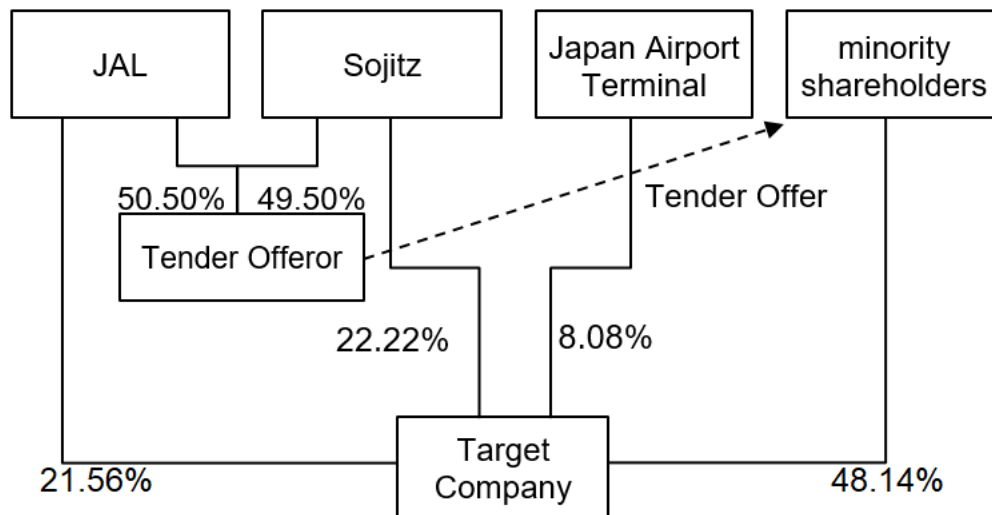 JAL
Sojitz
Japan Airport
Terminal
minority
shareholders
50.50%
49.50%
Tender Offer
Tender Offeror
22.22%
8.08%
Target
Company
21.56%
48.14%